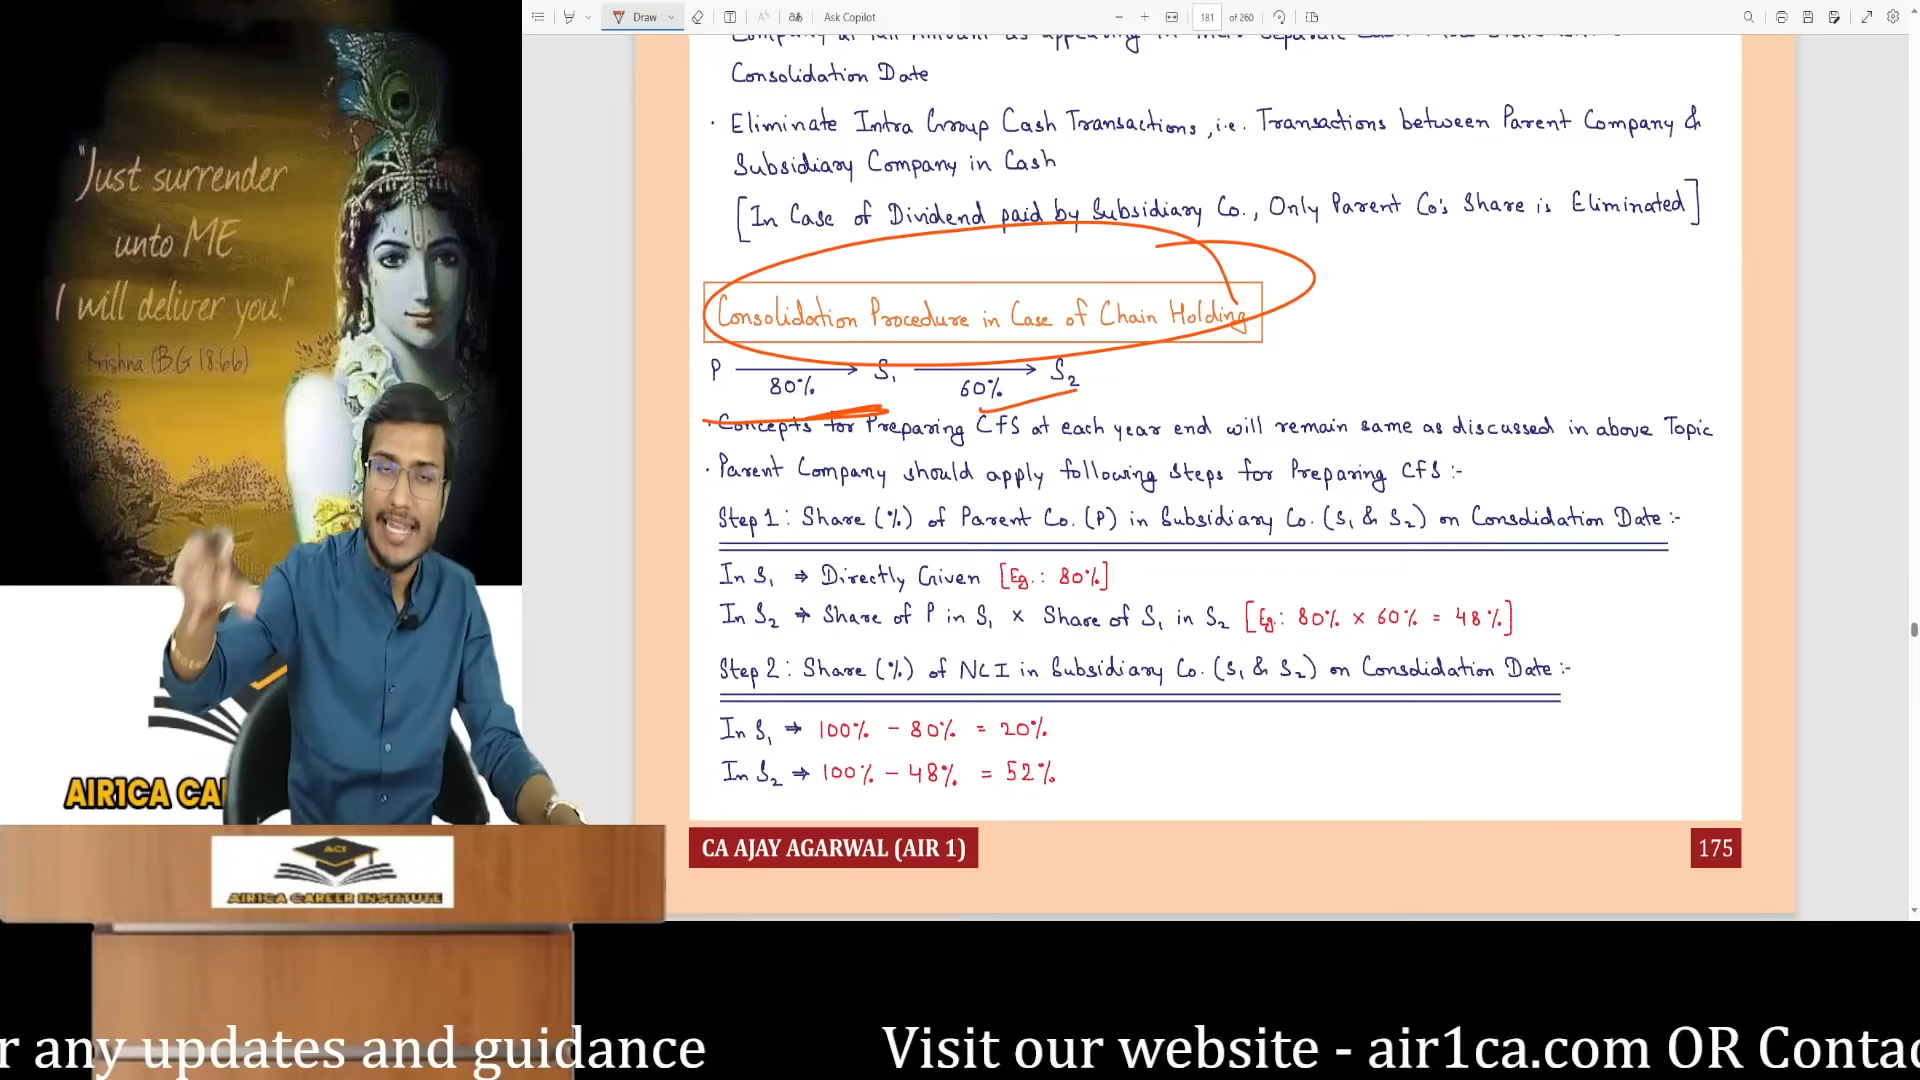 "Just surrender
unto ME
I will deliver you!"
Krishna (B.G 18:66)
AIR1CA CA
ACI
AIR1CA CAREER INSTITUTE
Draw
Ask Copilot
181 of 260
Consolidation Date
· Eliminate Intra Group Cash Transactions, i.e. Transactions between Parent Company &
Subsidiary Company in Cash
[In Case of Dividend paid by Subsidiary Co., Only Parent Co's Share is Eliminated]
Consolidation Procedure in Case of Chain Holding
P → S1 → S2
80% 60%
· Concepts for Preparing CFS at each year end will remain same as discussed in above Topic
· Parent Company should apply following Steps for Preparing CFS :-
Step 1 : Share (%) of Parent Co. (P) in Subsidiary Co. (S1 & S2) on Consolidation Date :-
In S1 → Directly Given [Eg. : 80%]
In S2 → Share of P in S1 × Share of S1 in S2 [Eg. : 80% × 60% = 48%]
Step 2 : Share (%) of NCI in Subsidiary Co. (S1 & S2) on Consolidation Date :-
In S1 → 100% - 80% = 20%
In S2 → 100% - 48% = 52%
CA AJAY AGARWAL (AIR 1)
175
r any updates and guidance Visit our website - air1ca.com OR Contac